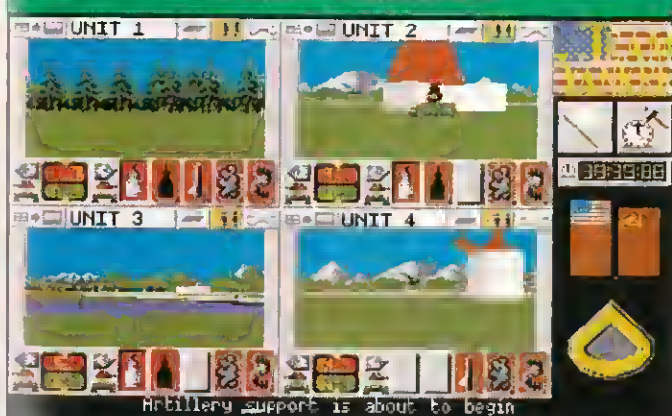 UNIT 1
UNIT 2
UNIT 3
UNIT 4
Artillery support is about to begin